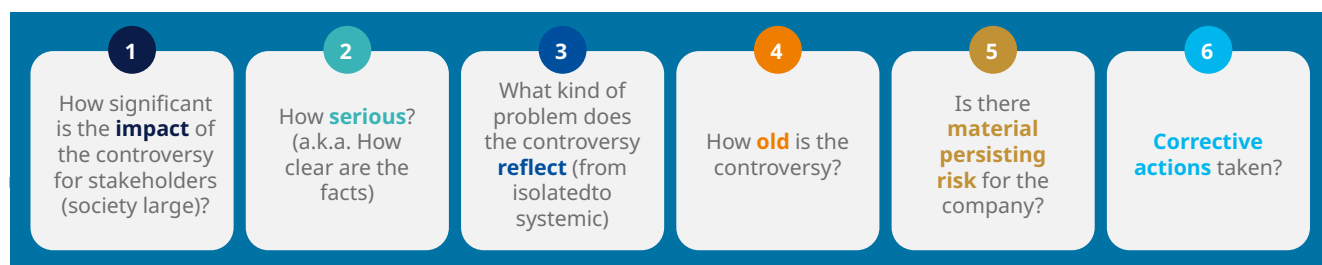 1
How significant
is the impact of
the controversy
for stakeholders
(society large)?
2
How serious?
(a.k.a. How
clear are the
facts)
3
What kind of
problem does
the controversy
reflect (from
isolatedto
systemic)
4
How old is the
controversy?
5
Is there
material
persisting
risk for the
company?
6
Corrective
actions taken?